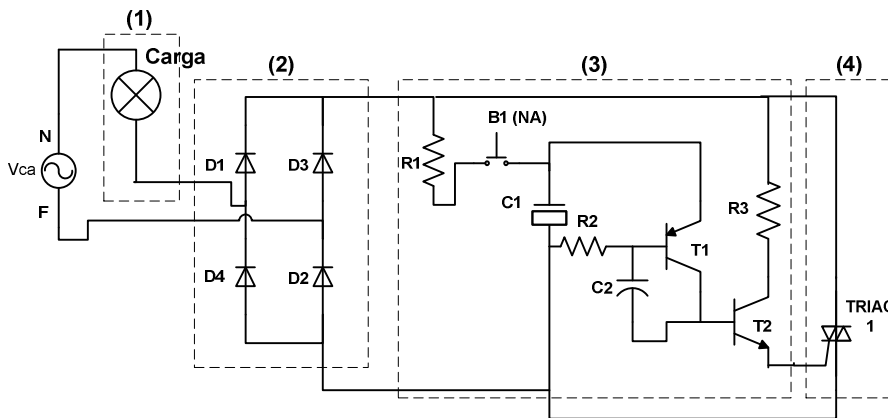 (1)
(2)
(3)
(4)
Carga
B1 (NA)
N
Vca
F
D1
D3
R1
C1
R2
R3
T1
D4
D2
C2
T2
TRIAC
1